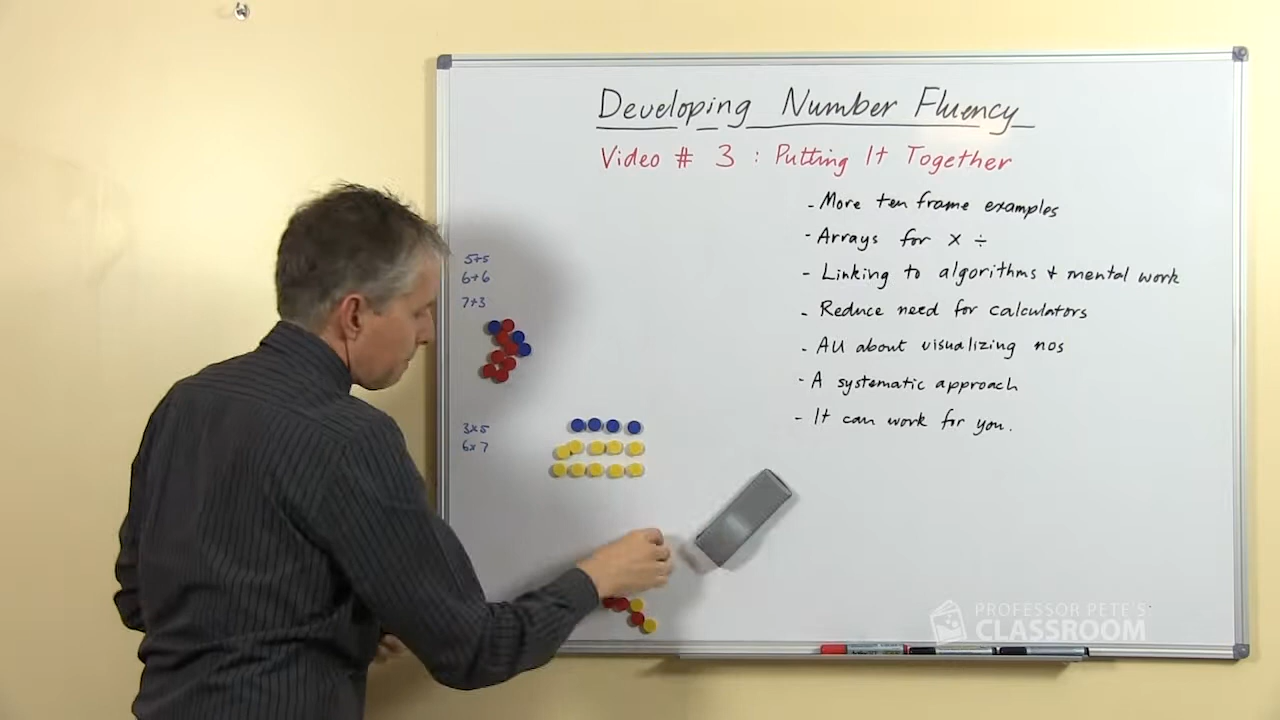 Developing Number Fluency
Video # 3 : Putting It Together
- More ten frame examples
- Arrays for × ÷
- Linking to algorithms + mental work
- Reduce need for calculators
- All about visualizing nos
- A systematic approach
- It can work for you.
5+5
6+6
7+3
3×5
6×7
PROFESSOR PETE'S
CLASSROOM